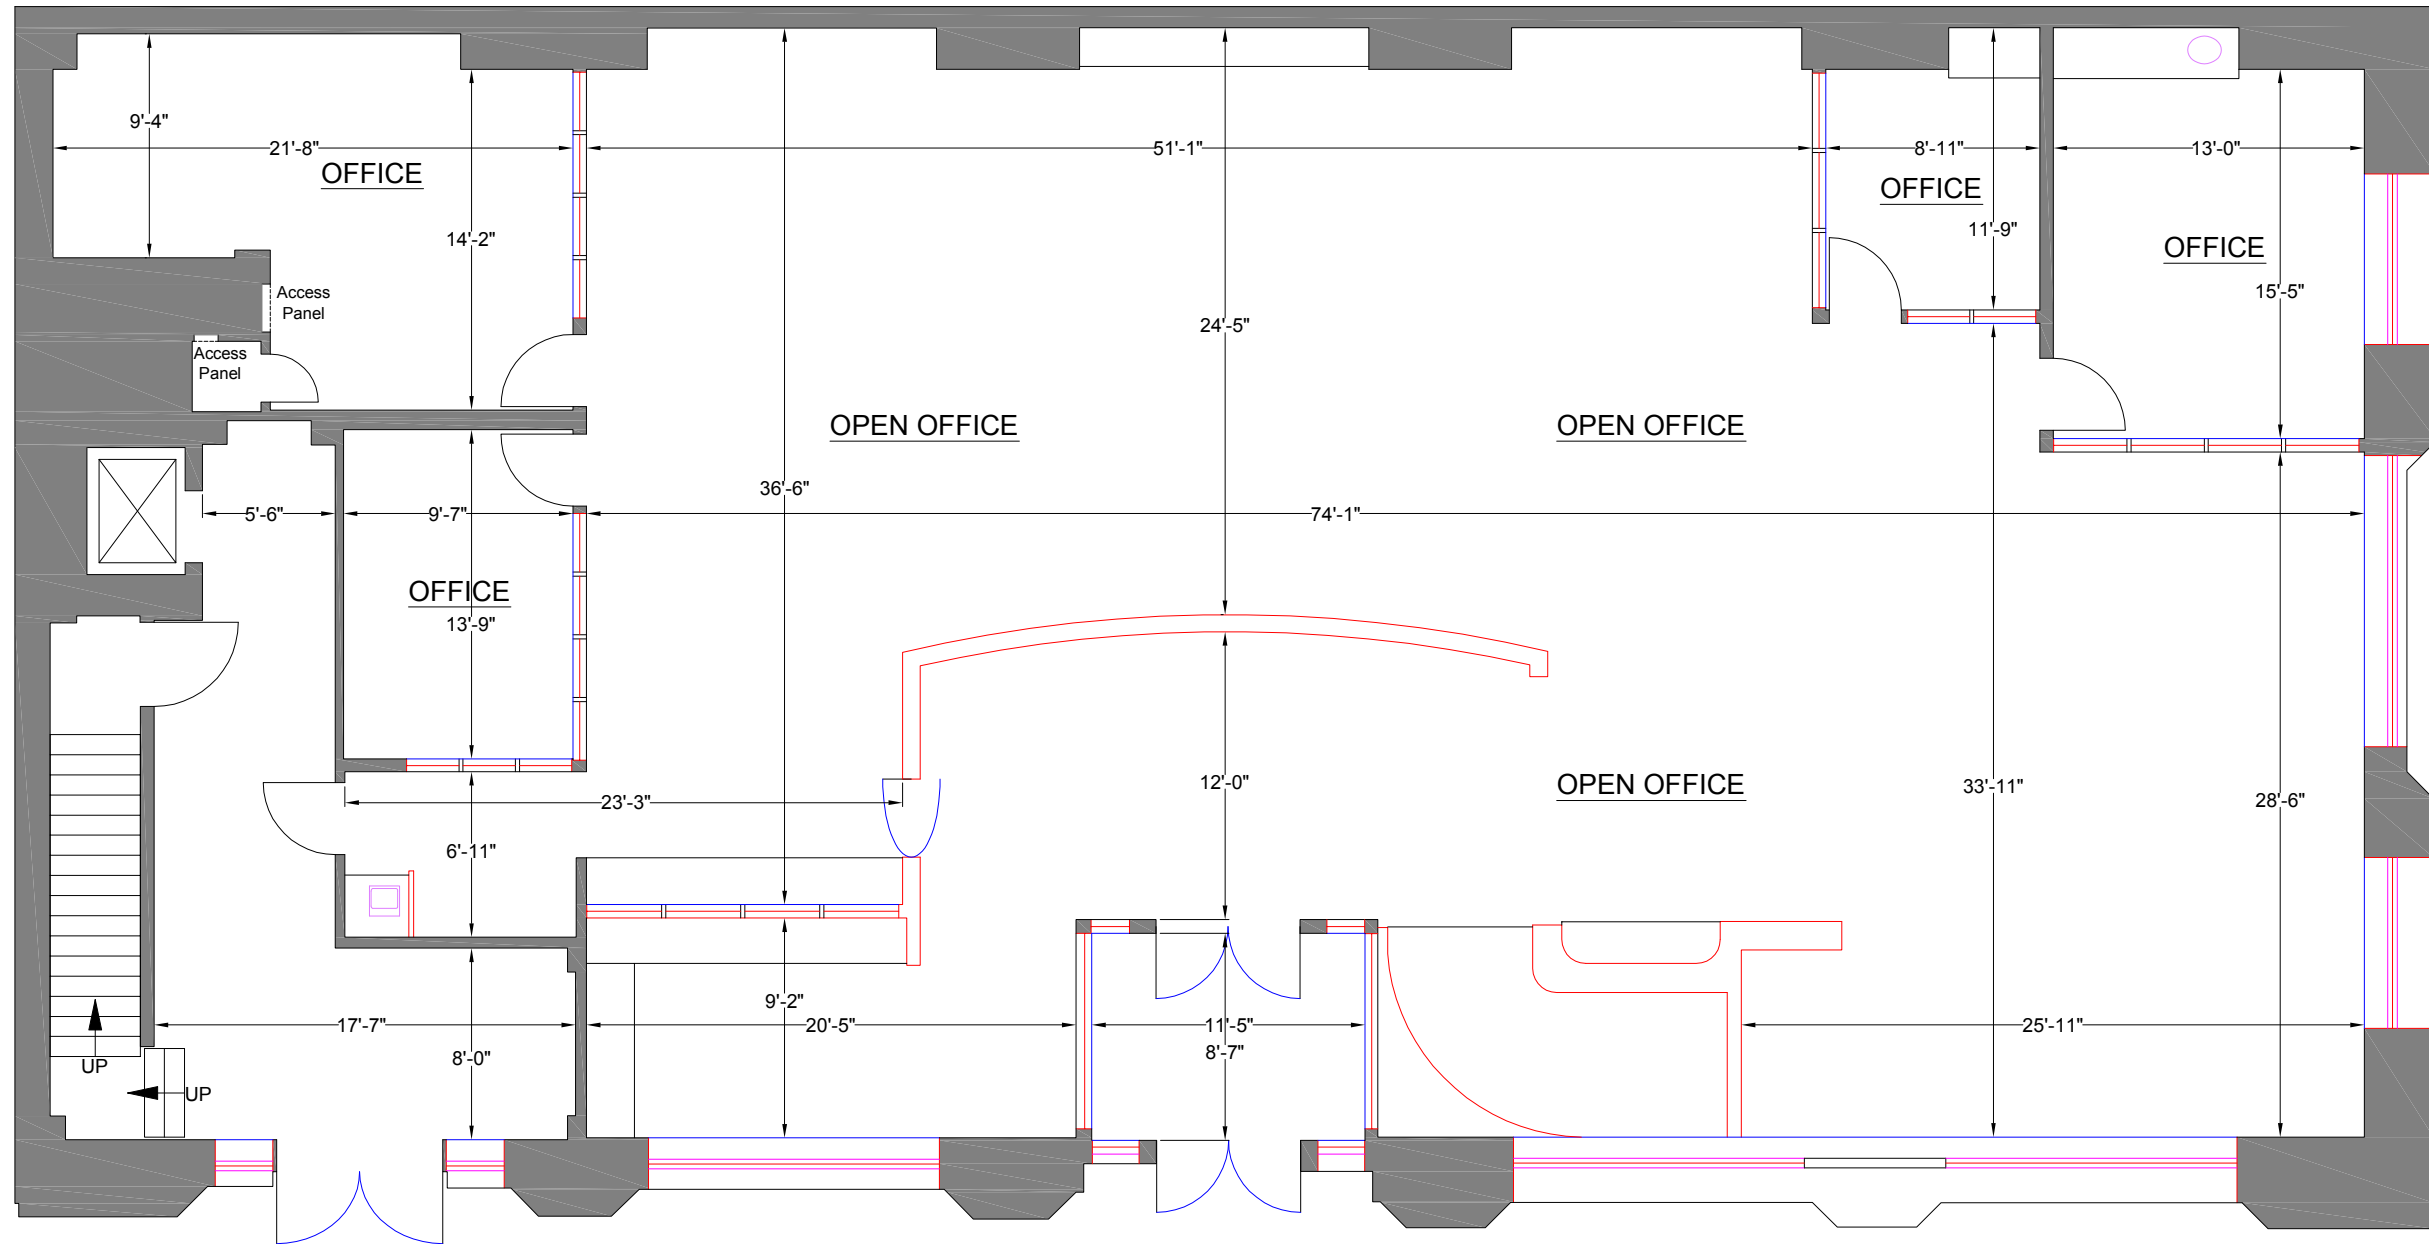 9'-4"
21'-8"
OFFICE
14'-2"
Access
Panel
Access
Panel
51'-1"
24'-5"
8'-11"
OFFICE
11'-9"
13'-0"
OFFICE
15'-5"
OPEN OFFICE
OPEN OFFICE
36'-6"
74'-1"
5'-6"
9'-7"
OFFICE
13'-9"
23'-3"
12'-0"
OPEN OFFICE
33'-11"
28'-6"
6'-11"
9'-2"
17'-7"
20'-5"
11'-5"
25'-11"
8'-0"
8'-7"
UP
UP